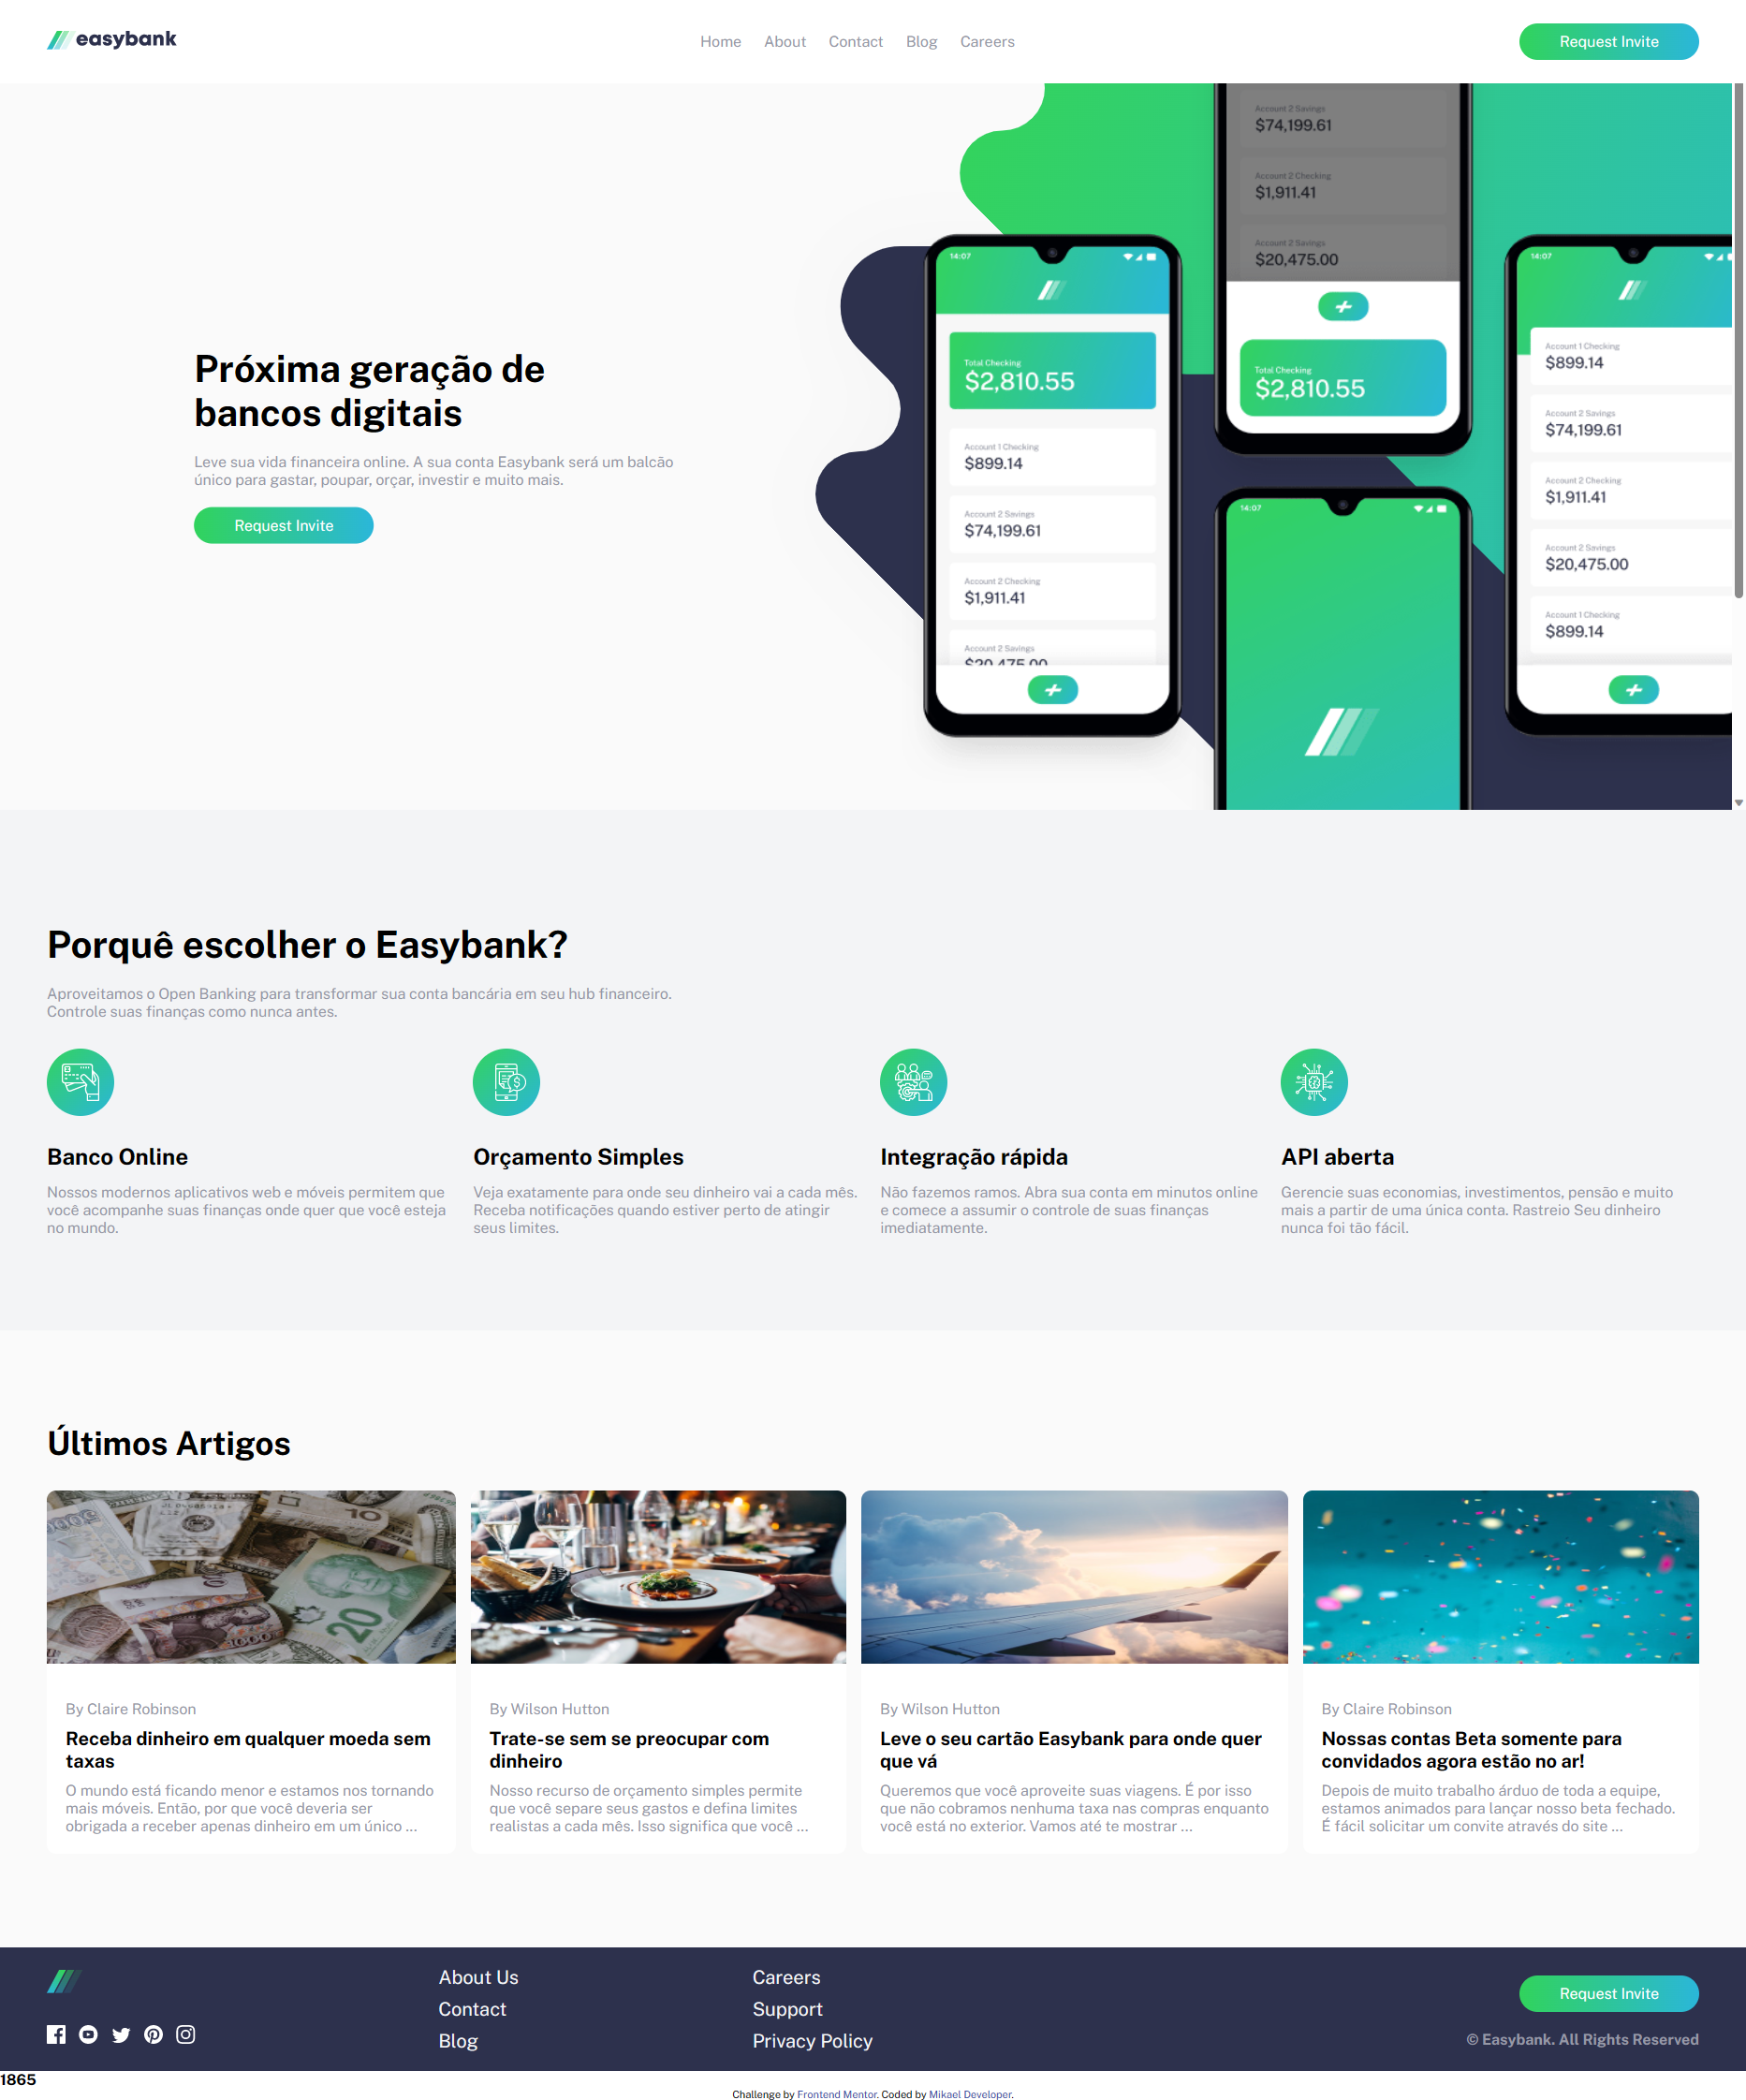 easybank
Home About Contact Blog Careers
Request Invite
Próxima geração de
bancos digitais
Leve sua vida financeira online. A sua conta Easybank será um balcão
único para gastar, poupar, orçar, investir e muito mais.
Request Invite
14:07
Total Checking
$2,810.55
Account 1 Checking
$899.14
Account 2 Savings
$74,199.61
Account 2 Checking
$1,911.41
Account 2 Savings
$20,475.00
Account 2 Savings
$74,199.61
Account 2 Checking
$1,911.41
Account 2 Savings
$20,475.00
Total Checking
$2,810.55
14:07
14:07
Account 1 Checking
$899.14
Account 2 Savings
$74,199.61
Account 2 Checking
$1,911.41
Account 2 Savings
$20,475.00
Account 1 Checking
$899.14
Porquê escolher o Easybank?
Aproveitamos o Open Banking para transformar sua conta bancária em seu hub financeiro.
Controle suas finanças como nunca antes.
Banco Online
Nossos modernos aplicativos web e móveis permitem que
você acompanhe suas finanças onde quer que você esteja
no mundo.
Orçamento Simples
Veja exatamente para onde seu dinheiro vai a cada mês.
Receba notificações quando estiver perto de atingir
seus limites.
Integração rápida
Não fazemos ramos. Abra sua conta em minutos online
e comece a assumir o controle de suas finanças
imediatamente.
API aberta
Gerencie suas economias, investimentos, pensão e muito
mais a partir de uma única conta. Rastreio Seu dinheiro
nunca foi tão fácil.
Últimos Artigos
By Claire Robinson
Receba dinheiro em qualquer moeda sem
taxas
O mundo está ficando menor e estamos nos tornando
mais móveis. Então, por que você deveria ser
obrigada a receber apenas dinheiro em um único ...
By Wilson Hutton
Trate-se sem se preocupar com
dinheiro
Nosso recurso de orçamento simples permite
que você separe seus gastos e defina limites
realistas a cada mês. Isso significa que você ...
By Wilson Hutton
Leve o seu cartão Easybank para onde quer
que vá
Queremos que você aproveite suas viagens. É por isso
que não cobramos nenhuma taxa nas compras enquanto
você está no exterior. Vamos até te mostrar ...
By Claire Robinson
Nossas contas Beta somente para
convidados agora estão no ar!
Depois de muito trabalho árduo de toda a equipe,
estamos animados para lançar nosso beta fechado.
É fácil solicitar um convite através do site ...
About Us
Contact
Blog
Careers
Support
Privacy Policy
Request Invite
© Easybank. All Rights Reserved
1865
Challenge by Frontend Mentor. Coded by Mikael Developer.